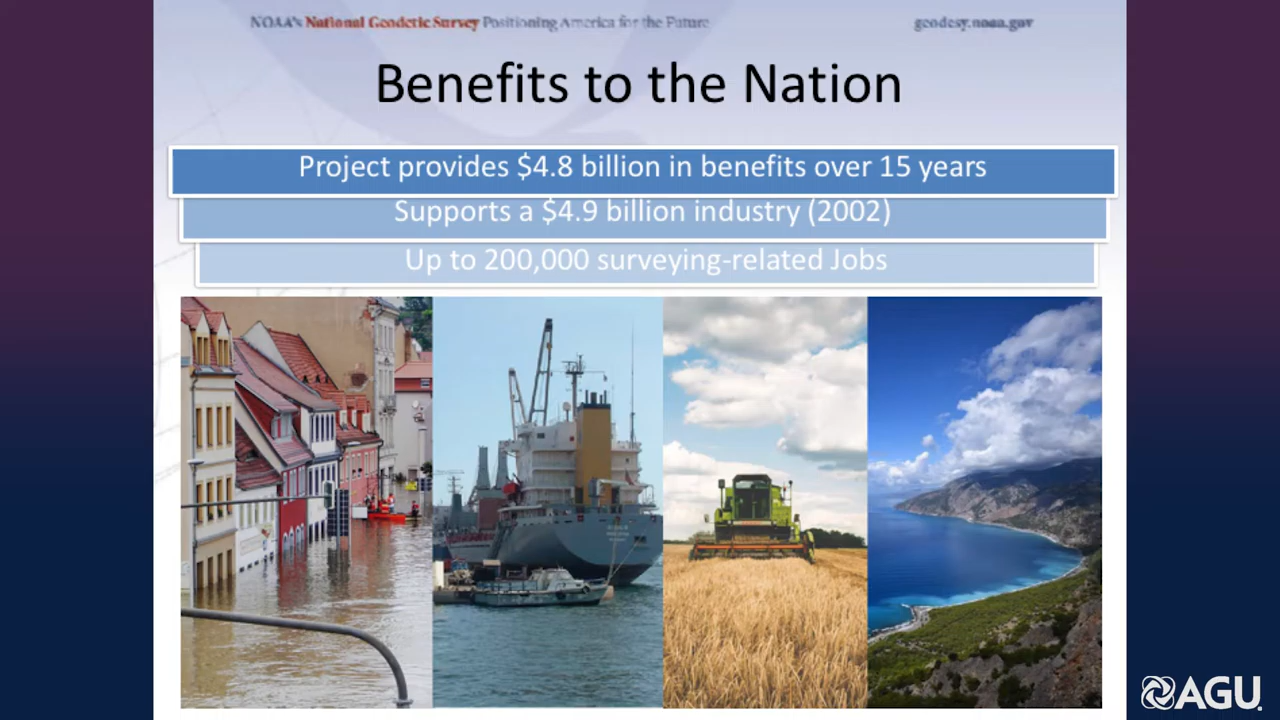 NOAA's National Geodetic Survey Positioning America for the Future geodesy.noaa.gov
Benefits to the Nation
Project provides $4.8 billion in benefits over 15 years
Supports a $4.9 billion industry (2002)
Up to 200,000 surveying-related Jobs
AGU